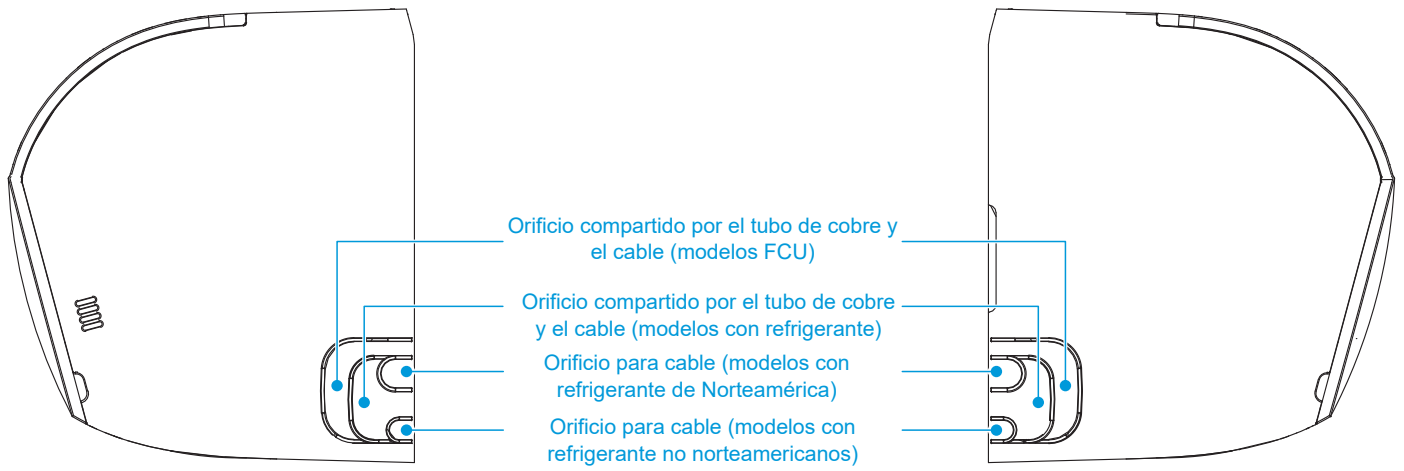 Orificio compartido por el tubo de cobre y
el cable (modelos FCU)
Orificio compartido por el tubo de cobre
y el cable (modelos con refrigerante)
Orificio para cable (modelos con
refrigerante de Norteamérica)
Orificio para cable (modelos con
refrigerante no norteamericanos)